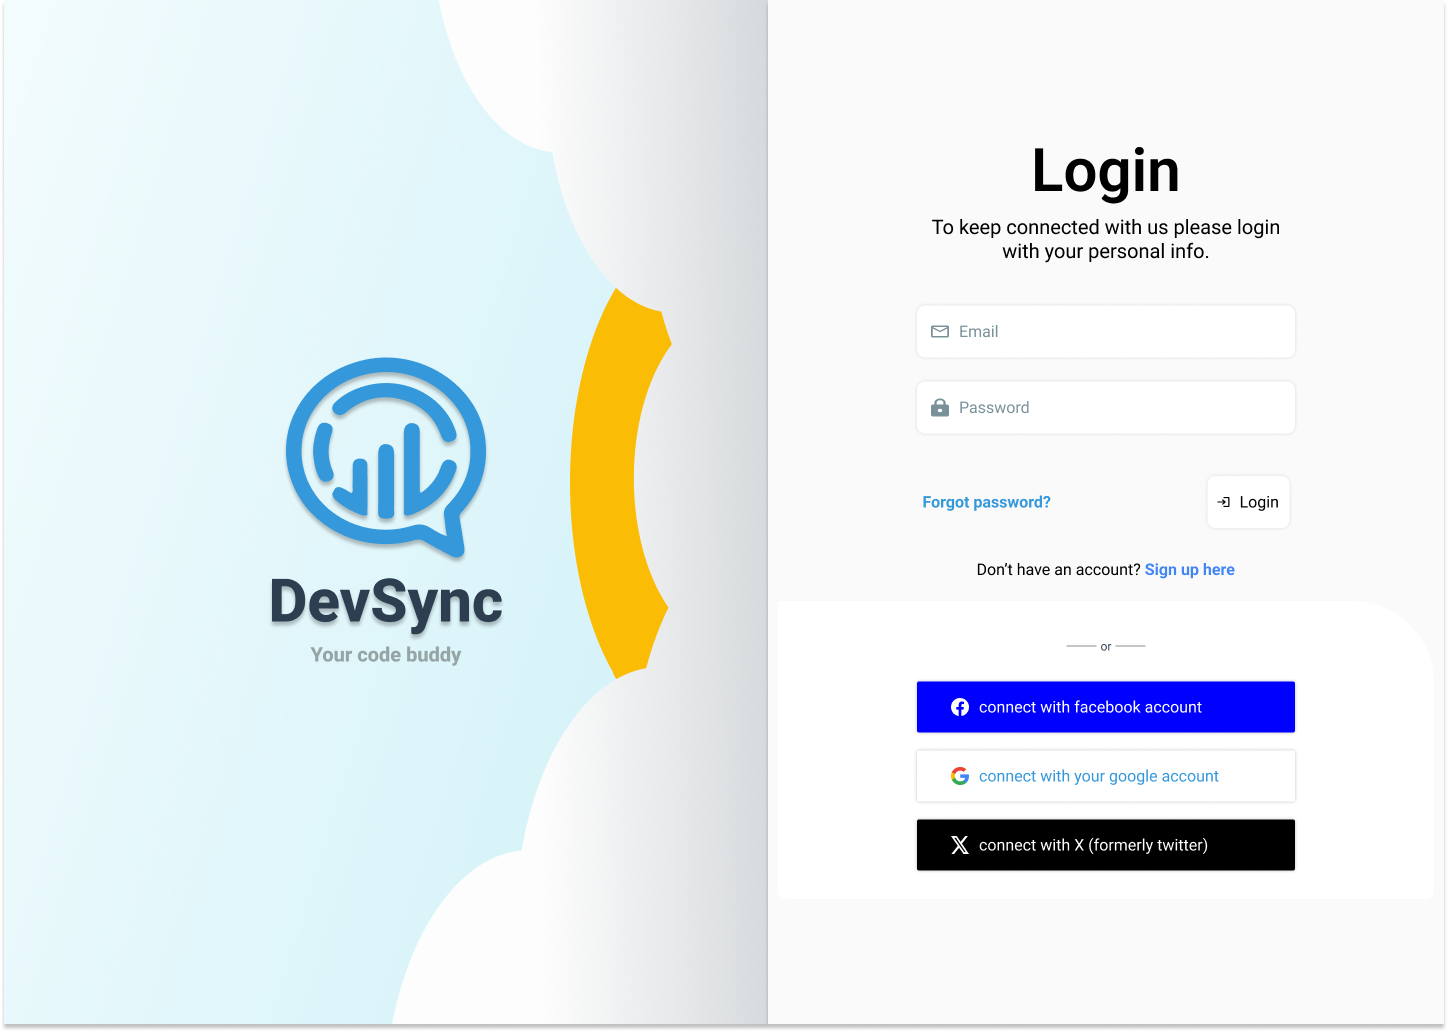 DevSync
Your code buddy
Login
To keep connected with us please login
with your personal info.
Email
Password
Forgot password?
Login
Don’t have an account? Sign up here
or
connect with facebook account
connect with your google account
connect with X (formerly twitter)